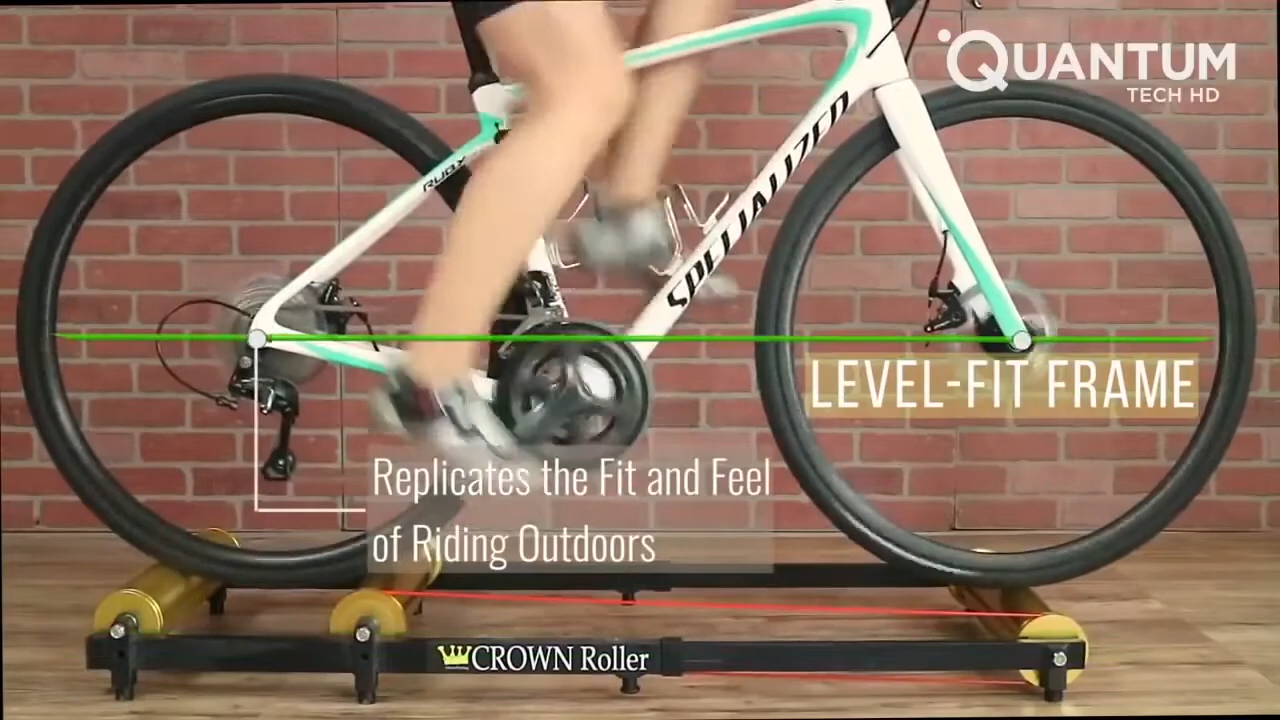 QUANTUM
TECH HD
RUBY
SPECIALIZED
LEVEL-FIT FRAME
Replicates the Fit and Feel
of Riding Outdoors
CROWN Roller